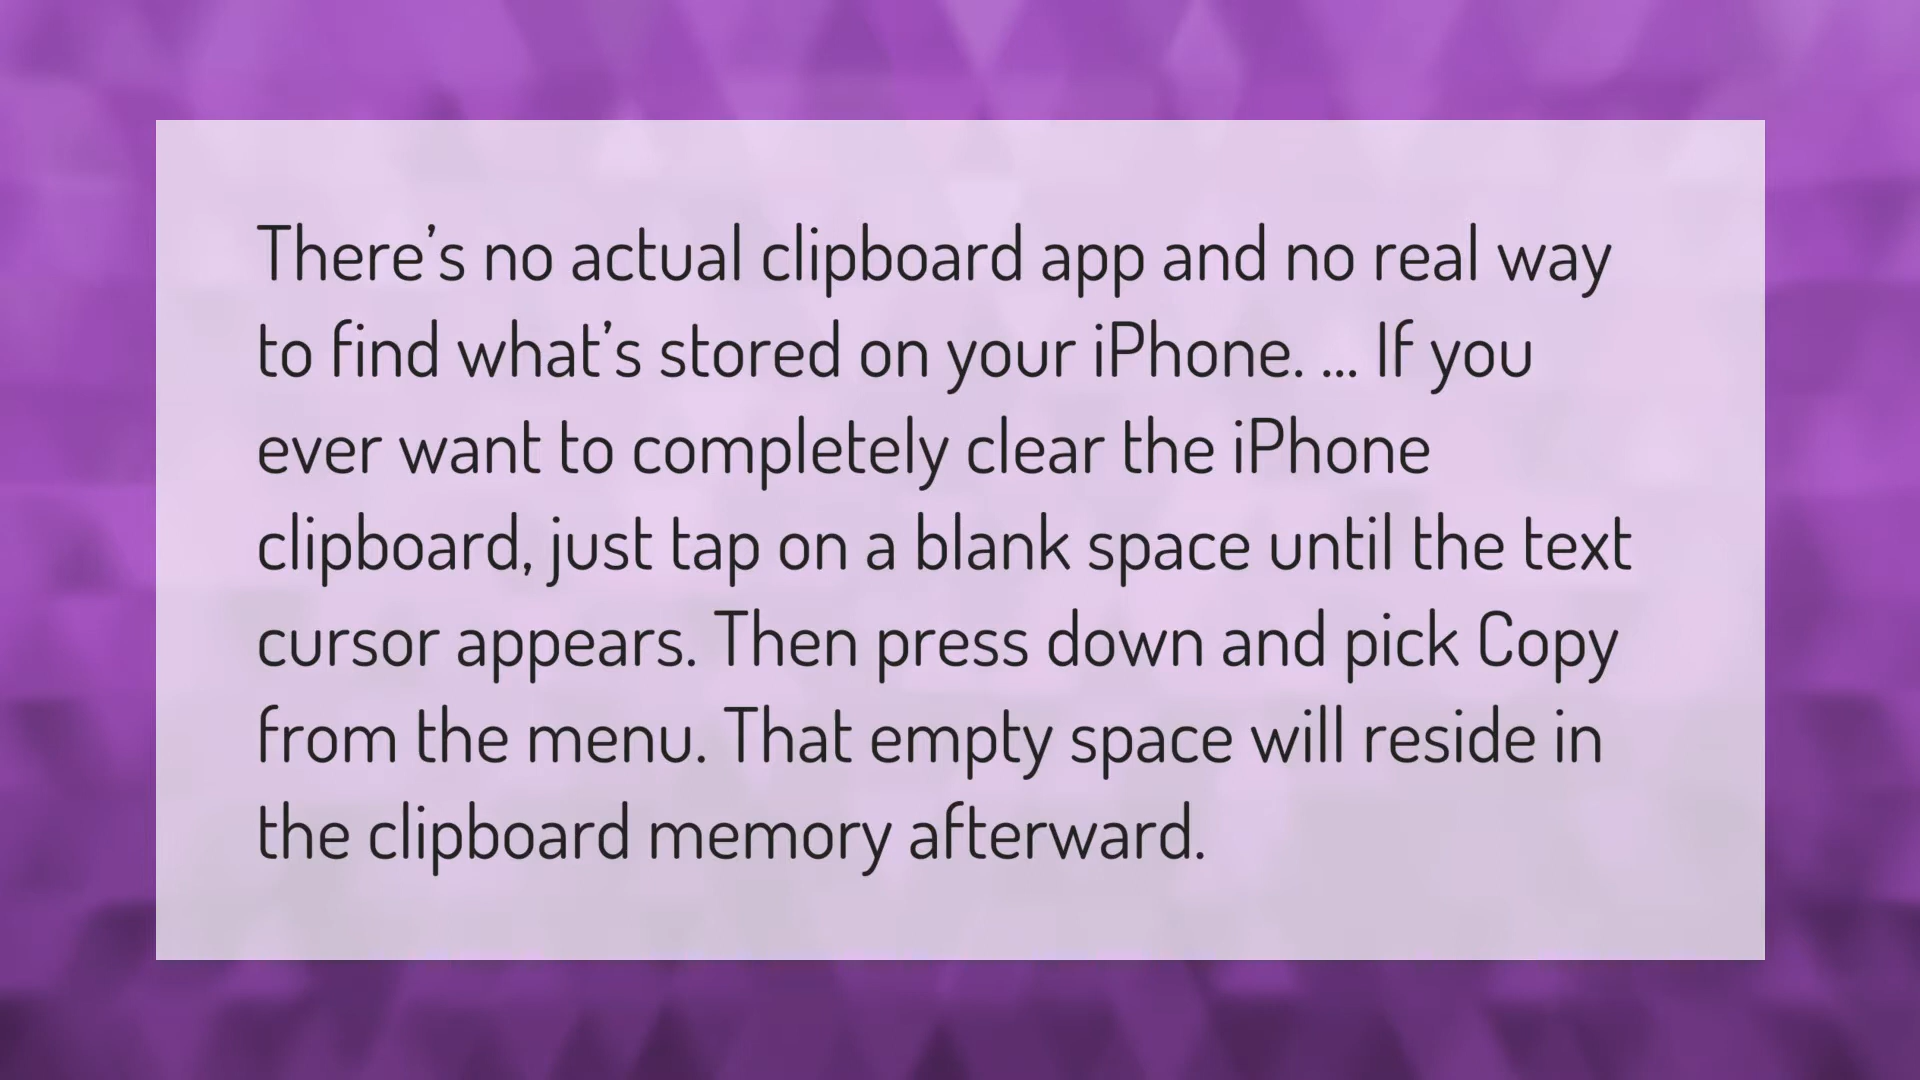 There’s no actual clipboard app and no real way
to find what’s stored on your iPhone. ... If you
ever want to completely clear the iPhone
clipboard, just tap on a blank space until the text
cursor appears. Then press down and pick Copy
from the menu. That empty space will reside in
the clipboard memory afterward.